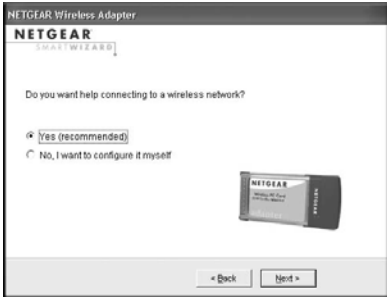 NETGEAR Wireless Adapter
NETGEAR
SMARTWIZARD
Do you want help connecting to a wireless network?
Yes (recommended)
No, I want to configure it myself
NETGEAR
NETGEAR
< Back
Next >